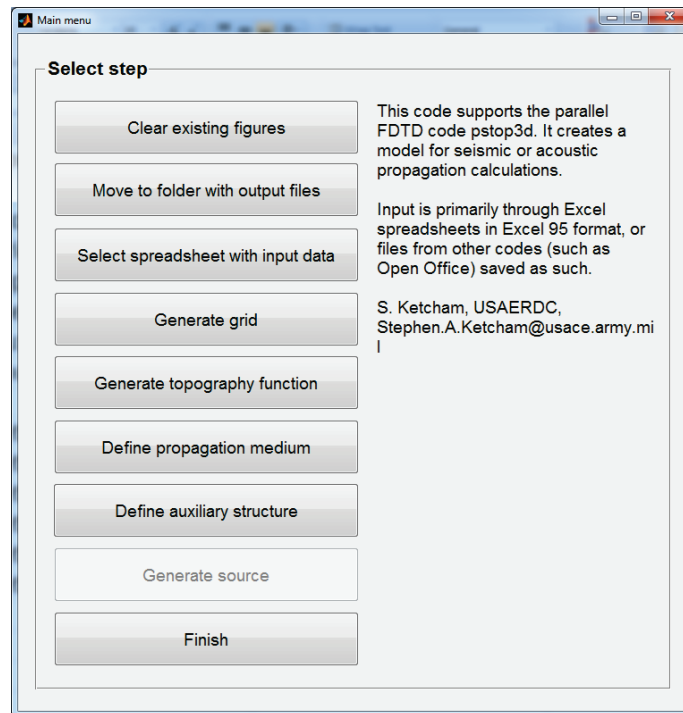 Main menu
Select step
Clear existing figures
Move to folder with output files
Select spreadsheet with input data
Generate grid
Generate topography function
Define propagation medium
Define auxiliary structure
Generate source
Finish
This code supports the parallel
FDTD code pstop3d. It creates a
model for seismic or acoustic
propagation calculations.
Input is primarily through Excel
spreadsheets in Excel 95 format, or
files from other codes (such as
Open Office) saved as such.
S. Ketcham, USAERDC,
Stephen.A.Ketcham@usace.army.mi
l